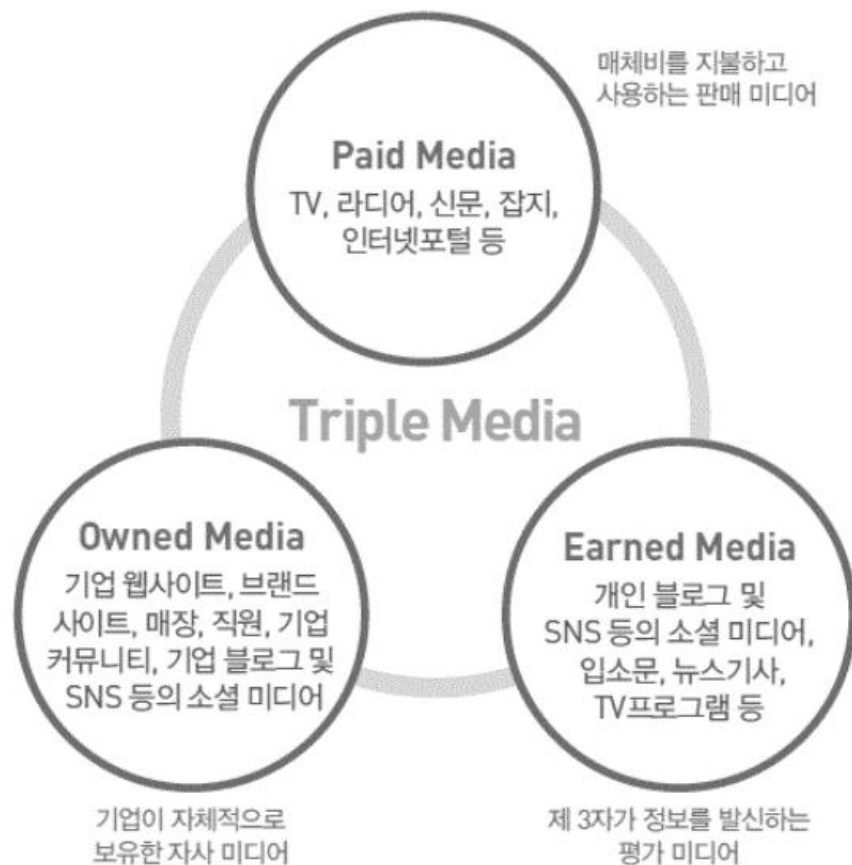 매체비를 지불하고
사용하는 판매 미디어
Paid Media
TV, 라디어, 신문, 잡지,
인터넷포털 등
Triple Media
Owned Media
기업 웹사이트, 브랜드
사이트, 매장, 직원, 기업
커뮤니티, 기업 블로그 및
SNS 등의 소셜 미디어
Earned Media
개인 블로그 및
SNS 등의 소셜 미디어,
입소문, 뉴스기사,
TV프로그램 등
기업이 자체적으로
보유한 자사 미디어
제 3자가 정보를 발신하는
평가 미디어